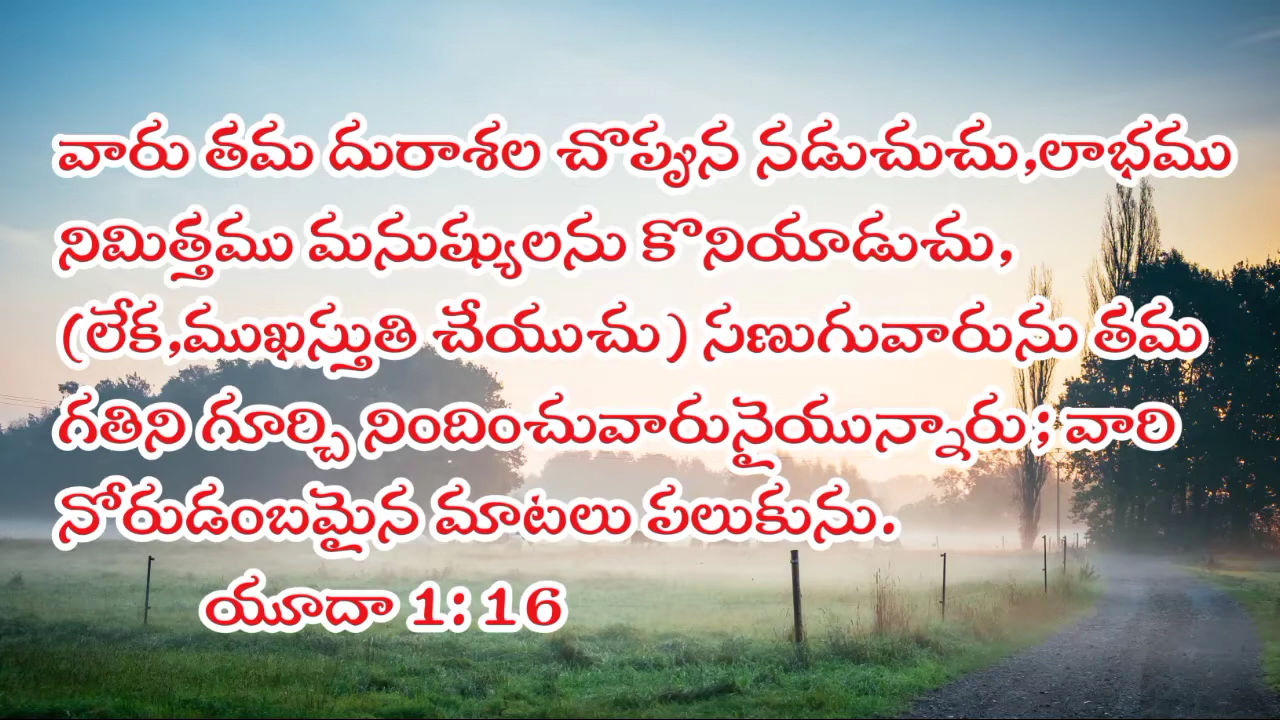 వారు తమ దురాశల చొప్పున నడుచుచు,లాభము
నిమిత్తము మనుష్యులను కొనియాడుచు,
(లేక,ముఖస్తుతి చేయుచు) సణుగువారును తమ
గతిని గూర్చి నిందించువారునైయున్నారు; వారి
నోరుడంబమైన మాటలు పలుకును.
యూదా 1: 16